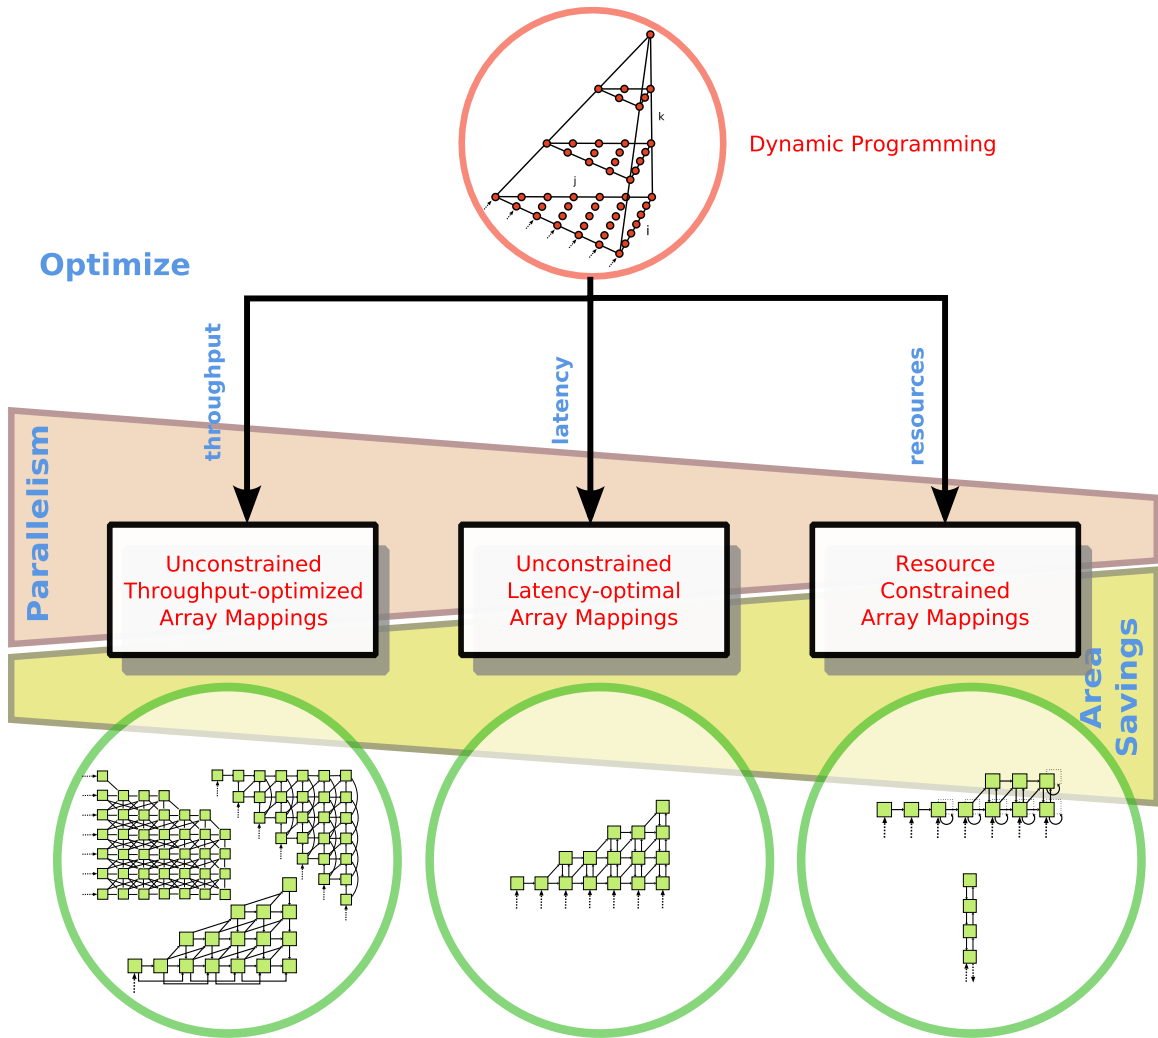 k
Dynamic Programming
j
i
Optimize
throughput
latency
resources
Parallelism
Unconstrained
Throughput-optimized
Array Mappings
Unconstrained
Latency-optimal
Array Mappings
Resource
Constrained
Array Mappings
Area
Savings